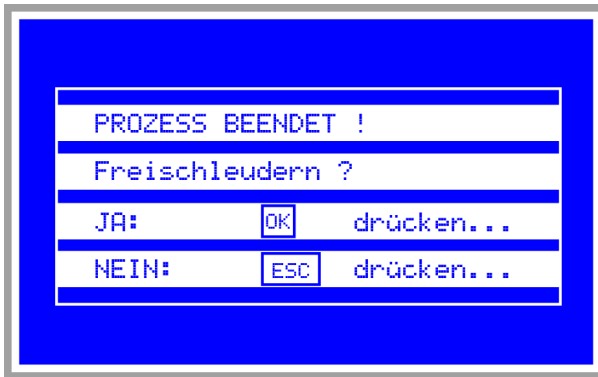 PROZESS BEENDET !
Freischleudern ?
JA: OK drücken...
NEIN: ESC drücken...